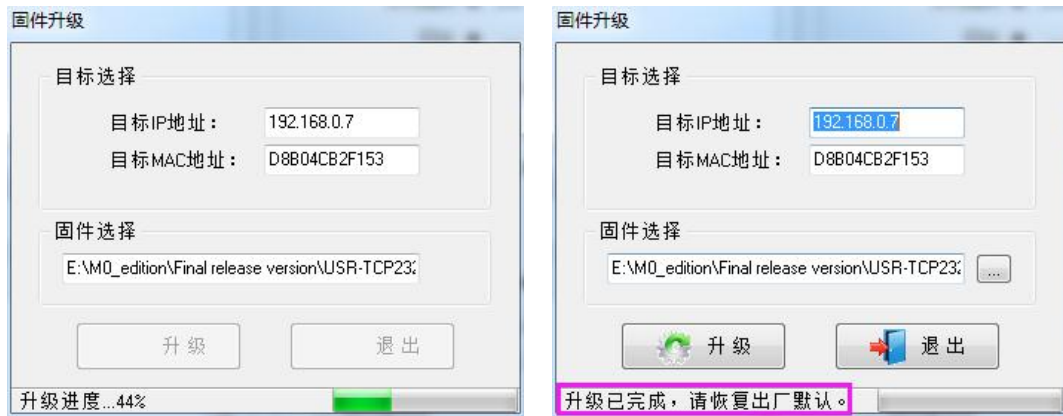 固件升级
目标选择
目标IP地址：
192.168.0.7
目标MAC地址：
D8B04CB2F153
固件选择
E:\M0_edition\Final release version\USR-TCP232
升级
退出
升级进度...44%
固件升级
目标选择
目标IP地址：
192.168.0.7
目标MAC地址：
D8B04CB2F153
固件选择
E:\M0_edition\Final release version\USR-TCP232
...
升级
退出
升级已完成，请恢复出厂默认。